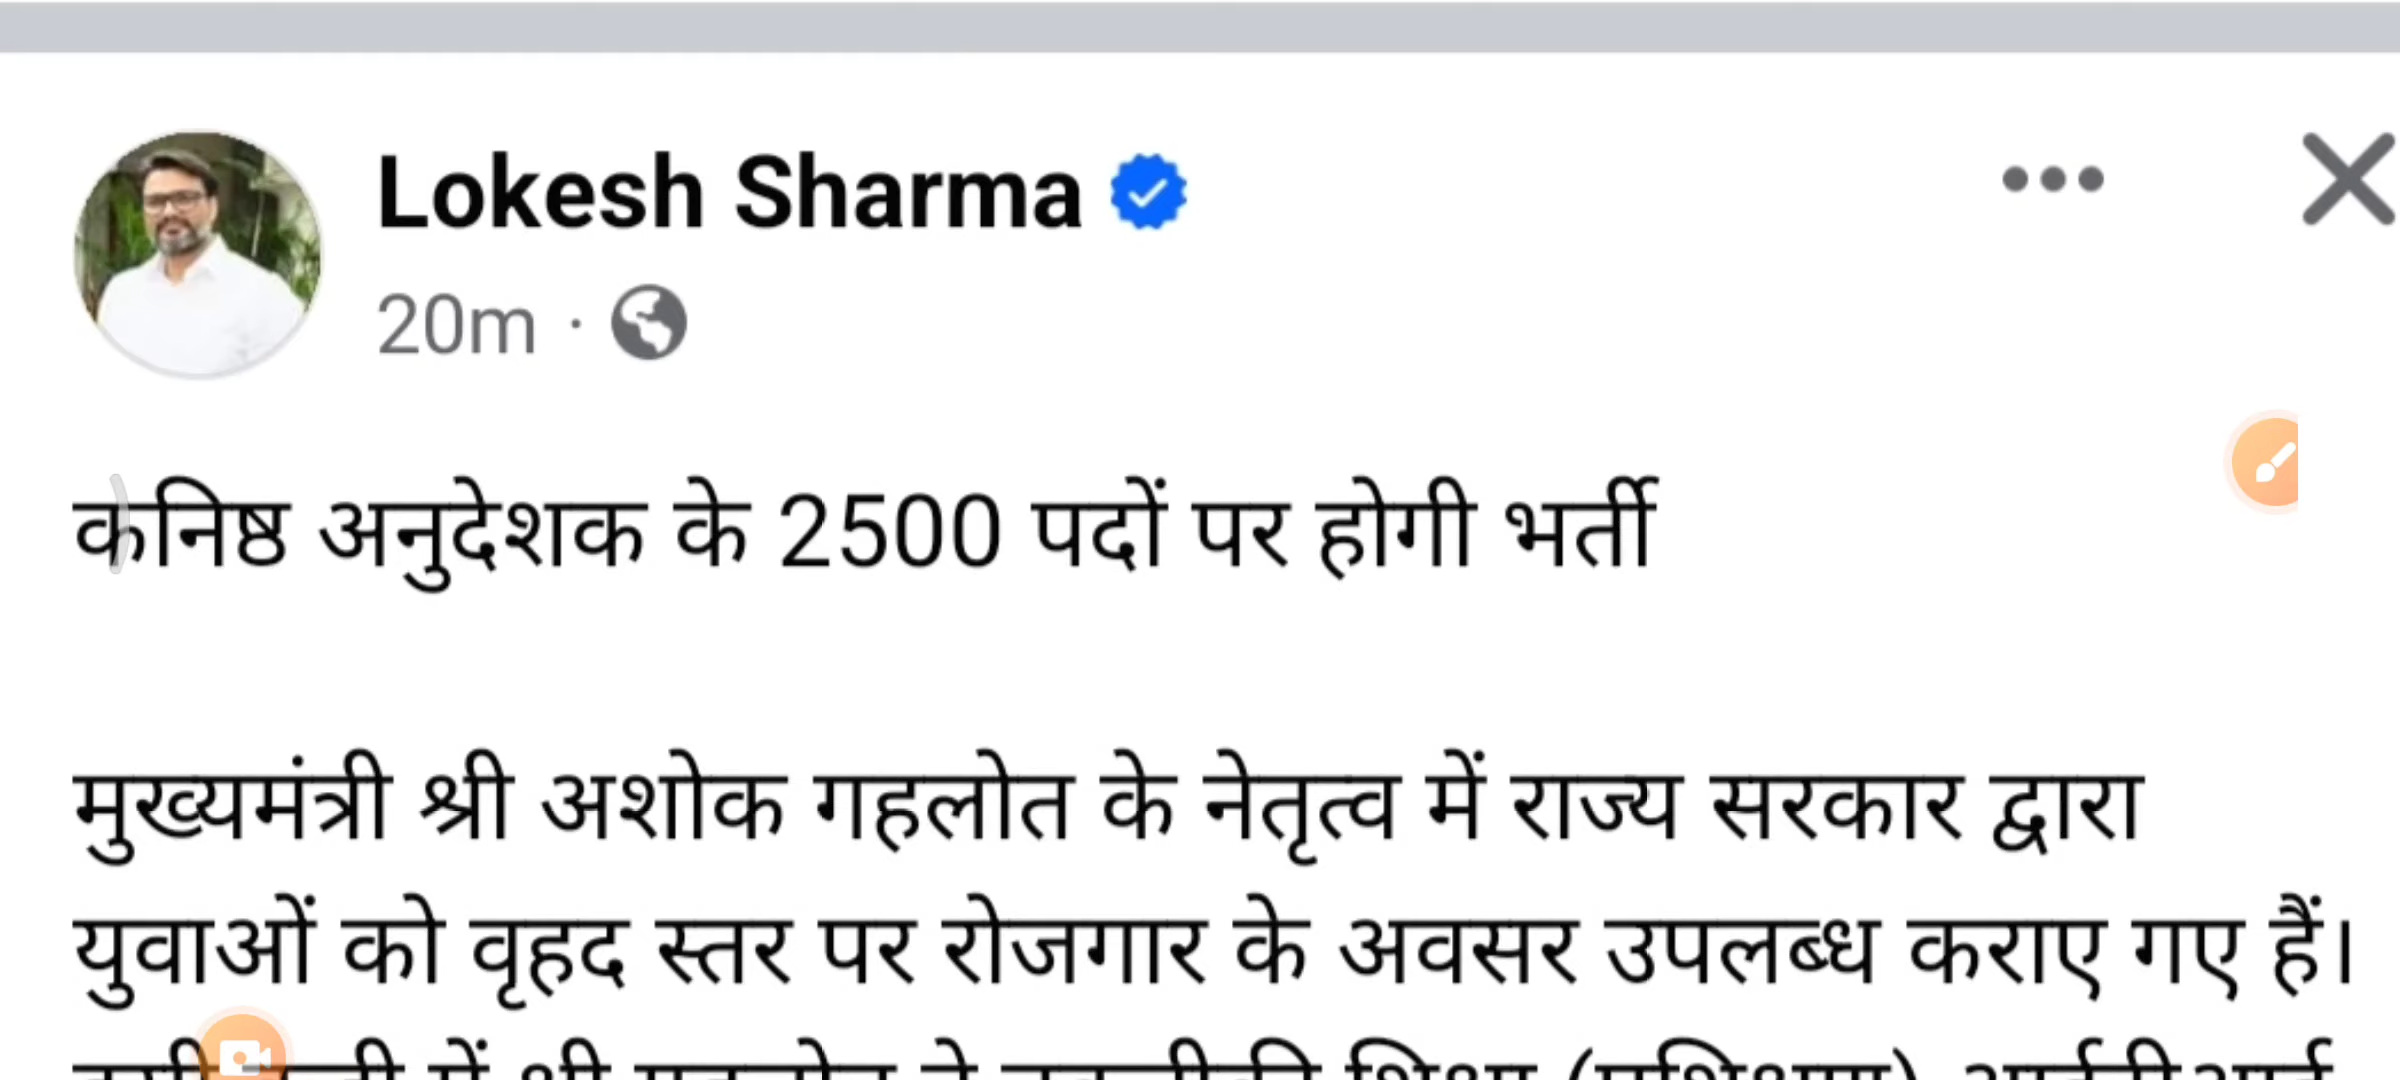 Lokesh Sharma
20m ·
कनिष्ठ अनुदेशक के 2500 पदों पर होगी भर्ती
मुख्यमंत्री श्री अशोक गहलोत के नेतृत्व में राज्य सरकार द्वारा
युवाओं को वृहद स्तर पर रोजगार के अवसर उपलब्ध कराए गए हैं।